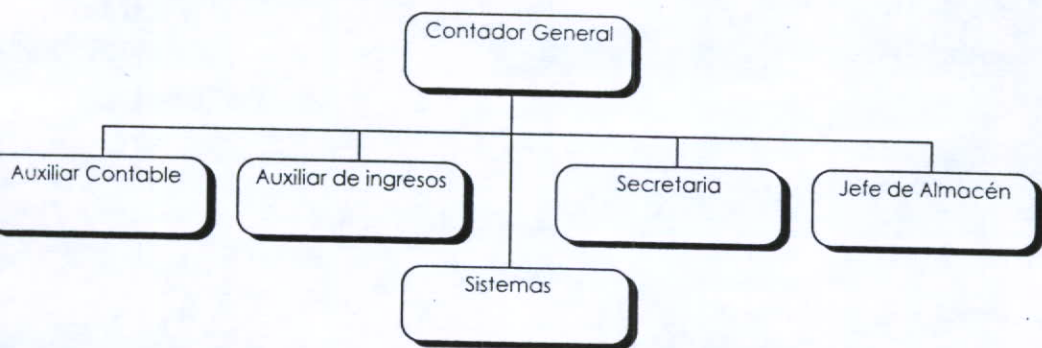 Contador General
Auxiliar Contable
Auxiliar de ingresos
Secretaria
Jefe de Almacén
Sistemas